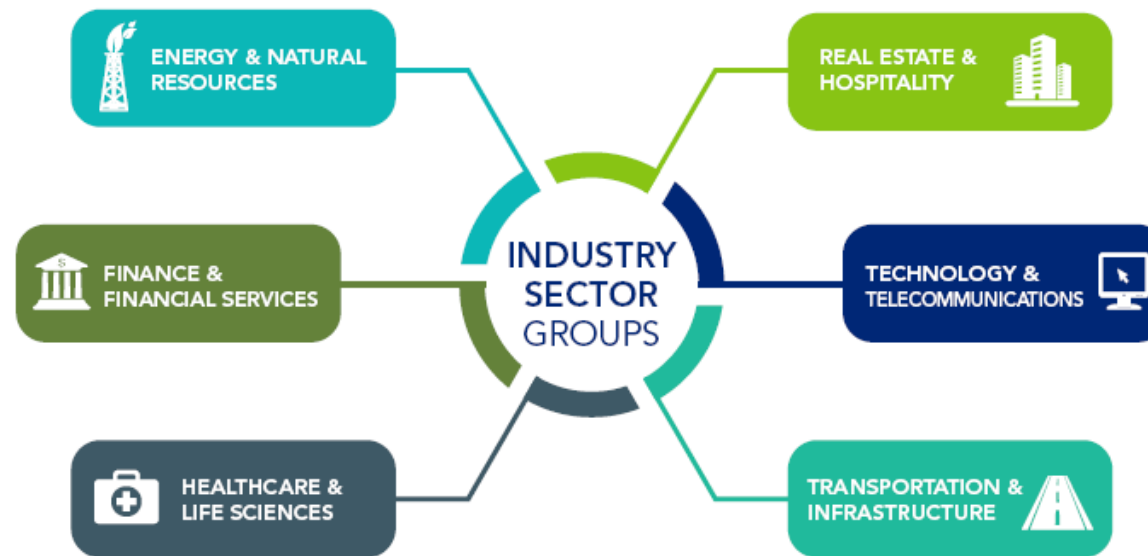 ENERGY & NATURAL
RESOURCES
REAL ESTATE &
HOSPITALITY
FINANCE &
FINANCIAL SERVICES
$
INDUSTRY
SECTOR
GROUPS
TECHNOLOGY &
TELECOMMUNICATIONS
HEALTHCARE &
LIFE SCIENCES
TRANSPORTATION &
INFRASTRUCTURE